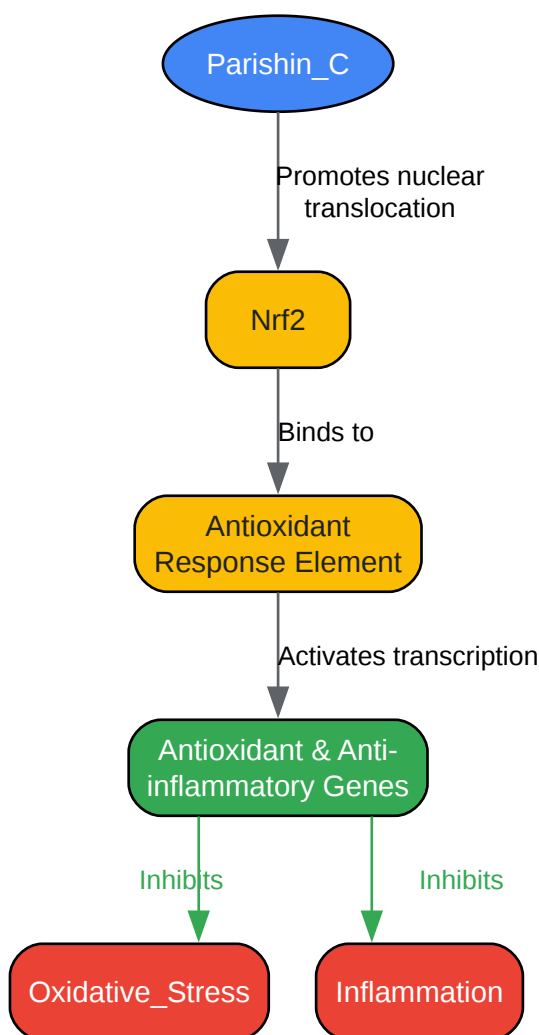 Parishin_C
Promotes nuclear
translocation
Nrf2
Binds to
Antioxidant
Response Element
Activates transcription
Antioxidant & Anti-
inflammatory Genes
Inhibits
Inhibits
Oxidative_Stress
Inflammation